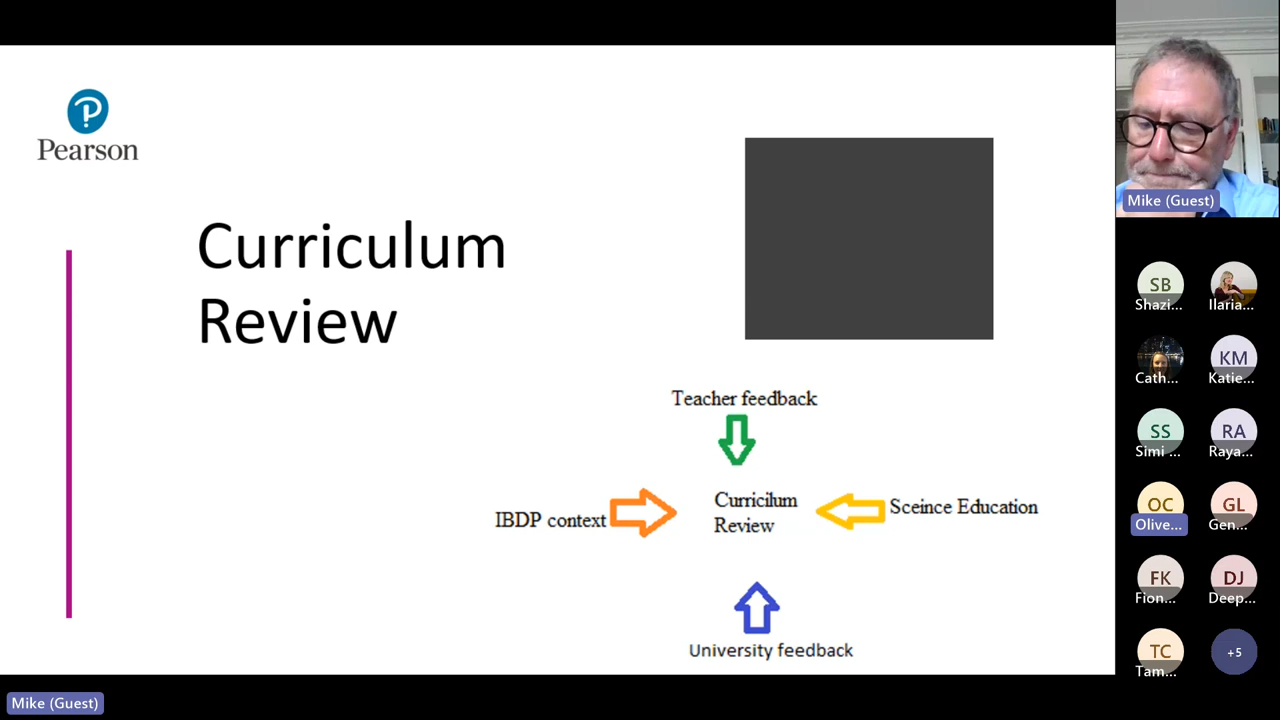 Pearson
Curriculum
Review
Teacher feedback
IBDP context
Curricilum
Review
Sceince Education
University feedback
Mike (Guest)
SB
Shazi...
Ilaria...
Cath...
KM
Katie...
SS
Simi ...
RA
Raya...
OC
Olive...
GL
Gen...
FK
Fion...
DJ
Deep...
TC
Tam...
+5
Mike (Guest)